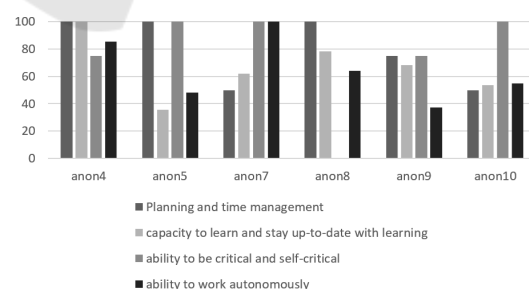 100
80
60
40
20
0
anon4 anon5 anon7 anon8 anon9 anon10
Planning and time management
capacity to learn and stay up-to-date with learning
ability to be critical and self-critical
ability to work autonomously